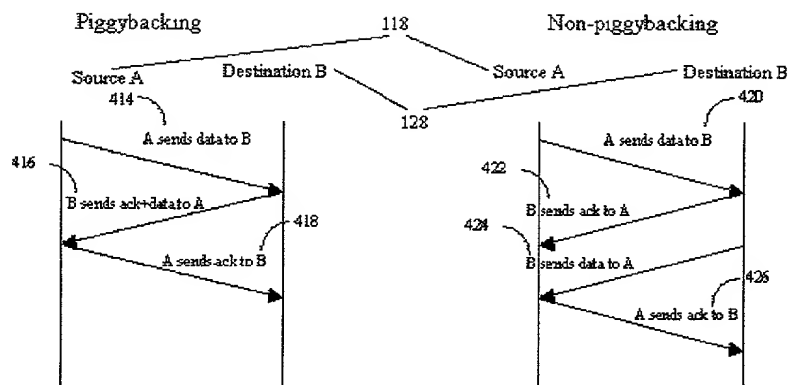 Piggybacking
118
Non-piggybacking
Source A
Destination B
Source A
Destination B
414
128
420
A sends data to B
A sends data to B
416
422
B sends ack+data to A
B sends ack to A
418
424
A sends ack to B
B sends data to A
426
A sends ack to B